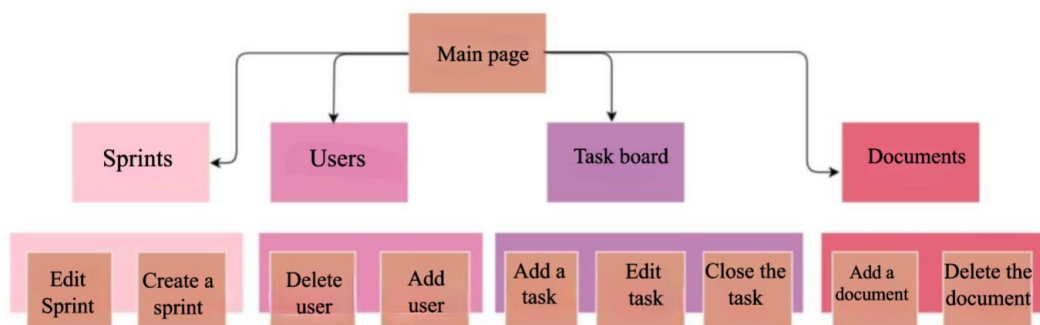 Main page
Sprints
Users
Task board
Documents
Edit
Sprint
Create a
sprint
Delete
user
Add
user
Add a
task
Edit
task
Close the
task
Add a
document
Delete the
document